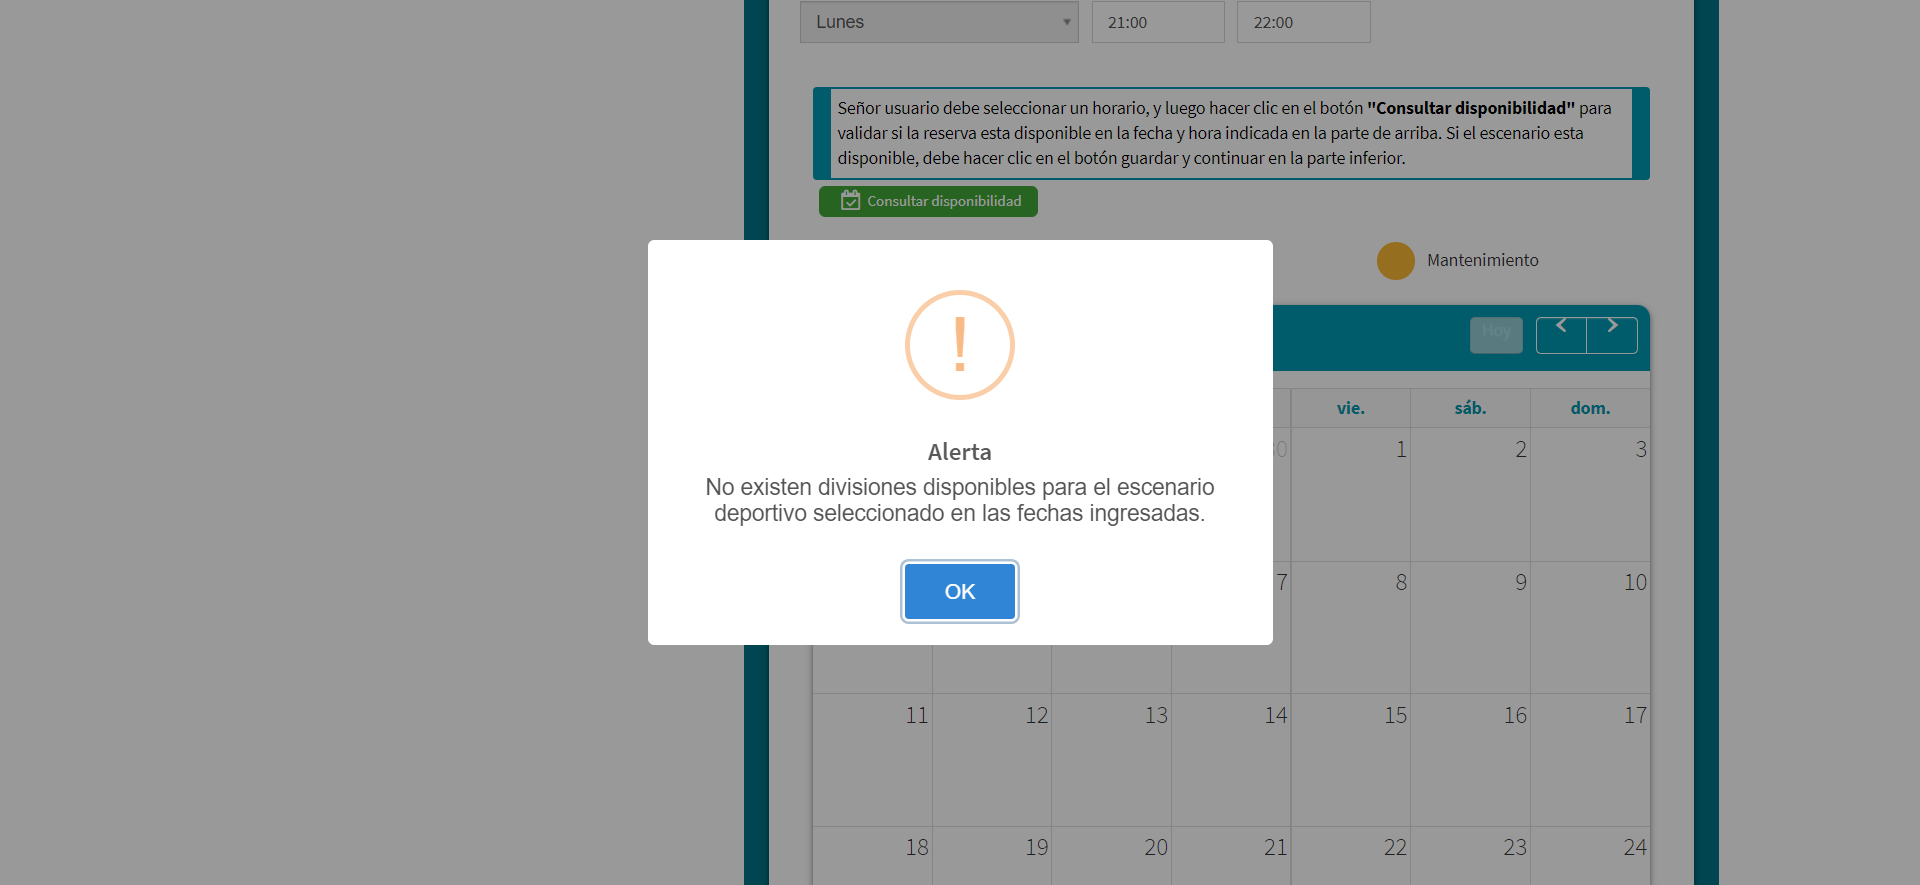 Lunes 21:00 22:00
Señor usuario debe seleccionar un horario, y luego hacer clic en el botón "Consultar disponibilidad" para
validar si la reserva esta disponible en la fecha y hora indicada en la parte de arriba. Si el escenario esta
disponible, debe hacer clic en el botón guardar y continuar en la parte inferior.
Consultar disponibilidad
Mantenimiento
Hoy
Alerta
No existen divisiones disponibles para el escenario
deportivo seleccionado en las fechas ingresadas.
OK
vie. sáb. dom.
1 2 3
7 8 9 10
11 12 13 14 15 16 17
18 19 20 21 22 23 24